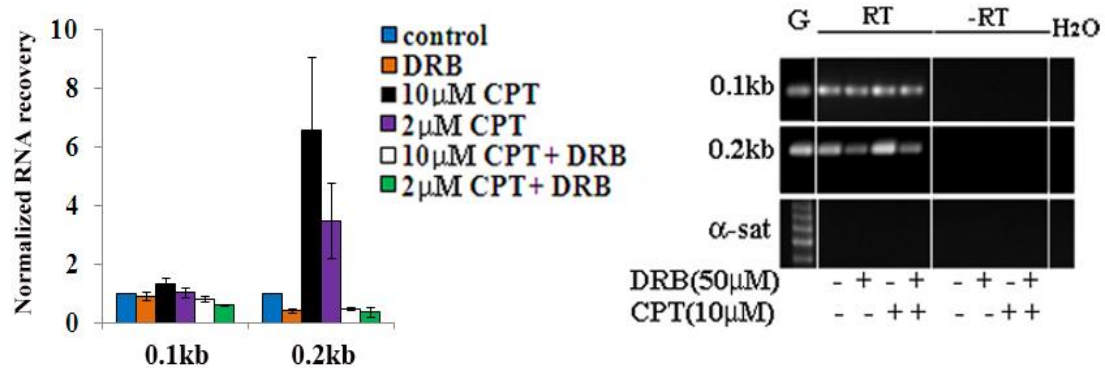 Normalized RNA recovery
10
8
6
4
2
0
0.1kb 0.2kb
control
DRB
10μM CPT
2μM CPT
10μM CPT+ DRB
2μM CPT+ DRB
G RT -RT H2O
0.1kb
0.2kb
α-sat
DRB(50μM) - + - + - + - +
CPT(10μM) - - + + - - + +